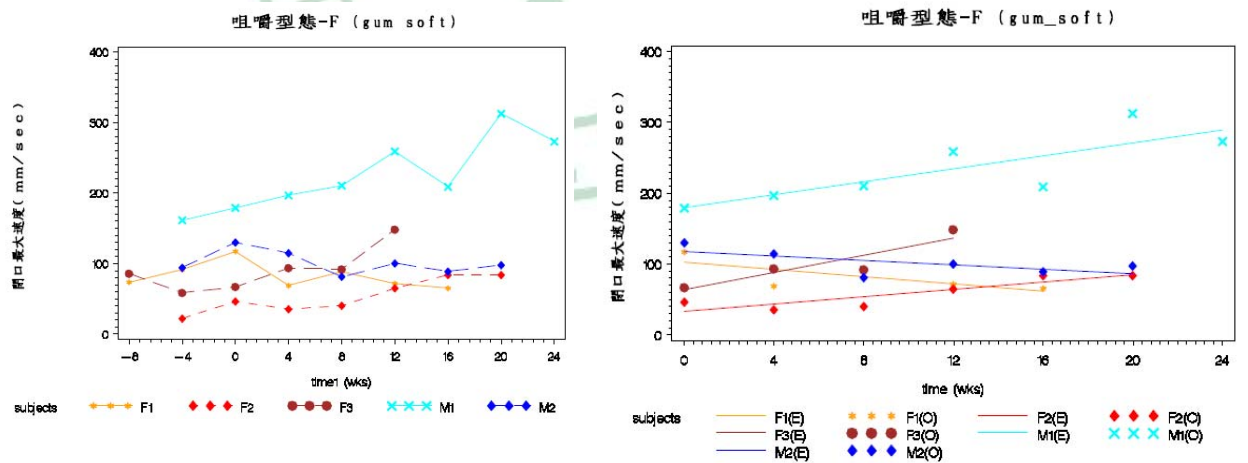 咀嚼型態-F (gum soft)
400
300
200
100
0
開口最大速度(mm/sec)
-8 -4 0 4 8 12 16 20 24
time1 (wks)
subjects F1 F2 F3 M1 M2
咀嚼型態-F (gum_soft)
400
300
200
100
0
開口最大速度(mm/sec)
0 4 8 12 16 20 24
time (wks)
subjects F1(E) F1(O) F2(E) F2(O)
F3(E) F3(O) M1(E) M1(O)
M2(E) M2(O)